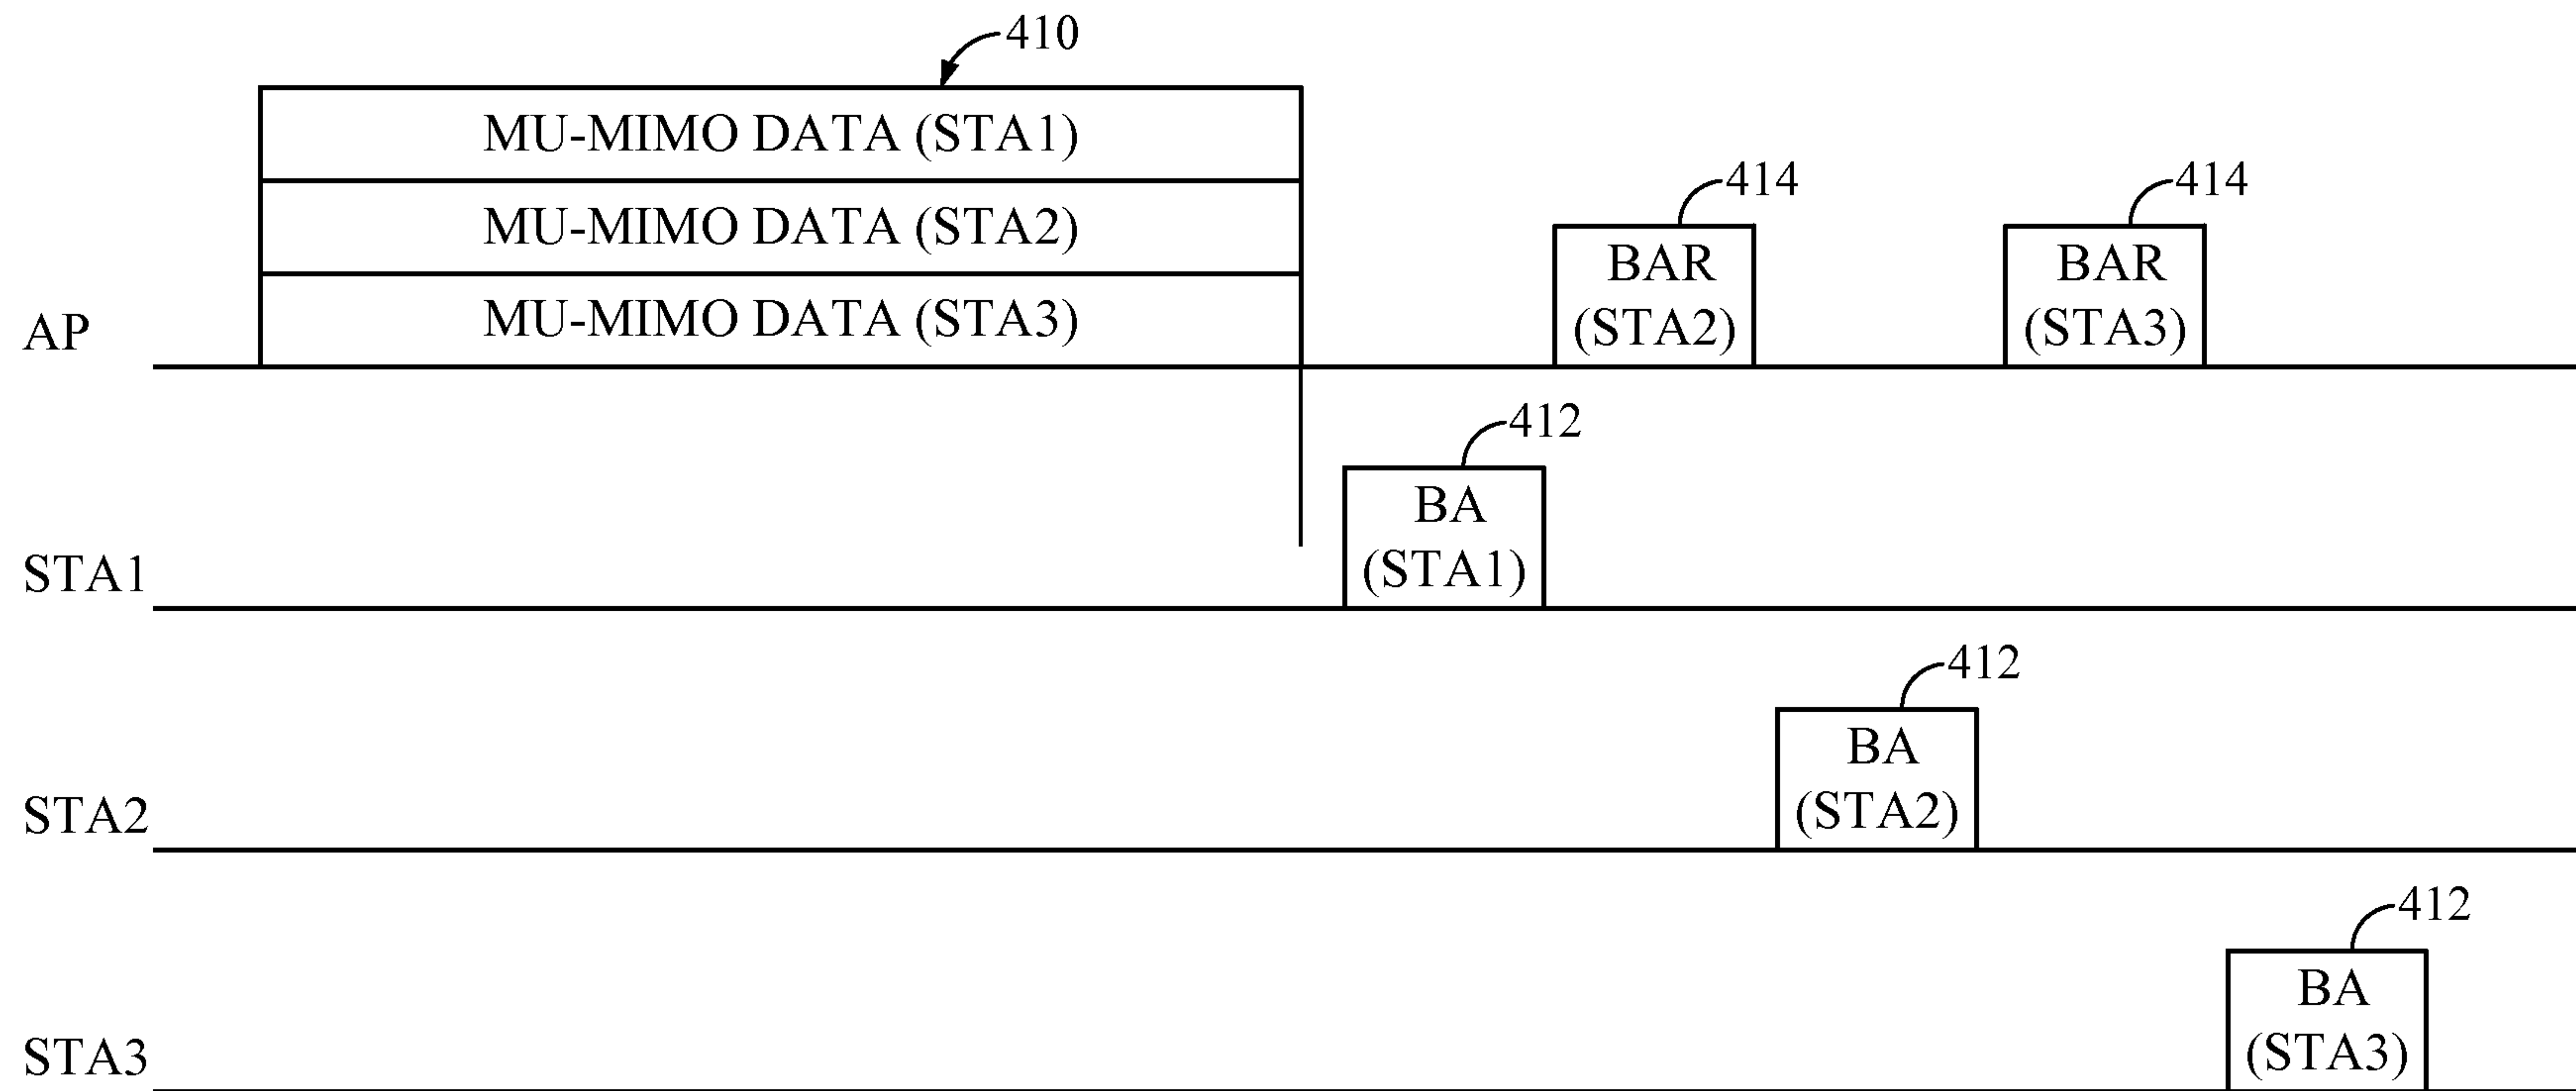 410
MU-MIMO DATA (STA1)
MU-MIMO DATA (STA2)
MU-MIMO DATA (STA3)
AP
414
BAR
(STA2)
414
BAR
(STA3)
412
BA
(STA1)
STA1
412
BA
(STA2)
STA2
412
BA
(STA3)
STA3